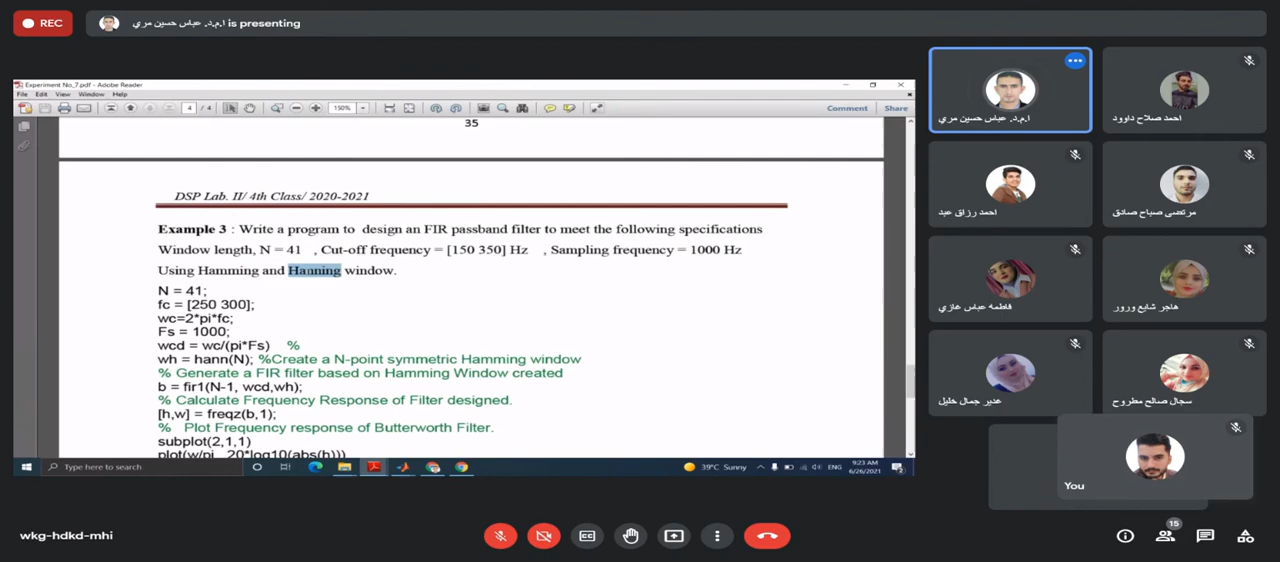 REC
ا.م.د. عباس حسين مري is presenting
Experiment No_7.pdf - Adobe Reader
File Edit View Window Help
4 / 4
150%
Comment
Share
35
DSP Lab. II/ 4th Class/ 2020-2021
Example 3 : Write a program to design an FIR passband filter to meet the following specifications
Window length, N = 41 , Cut-off frequency = [150 350] Hz , Sampling frequency = 1000 Hz
Using Hamming and Hanning window.
N = 41;
fc = [250 300];
wc=2*pi*fc;
Fs = 1000;
wcd = wc/(pi*Fs) %
wh = hann(N); %Create a N-point symmetric Hamming window
% Generate a FIR filter based on Hamming Window created
b = fir1(N-1, wcd,wh);
% Calculate Frequency Response of Filter designed.
[h,w] = freqz(b,1);
% Plot Frequency response of Butterworth Filter.
subplot(2,1,1)
plot(w/pi, 20*log10(abs(h)))
Type here to search
39°C Sunny
ENG
9:23 AM
6/26/2021
2
ا.م.د. عباس حسين مري
احمد صلاح داوود
احمد رزاق عبد
مرتضى صباح صادق
فاطمه عباس غازي
هاجر شايع ورور
غدير جمال خليل
سجال صالح مطروح
You
wkg-hdkd-mhi
CC
15